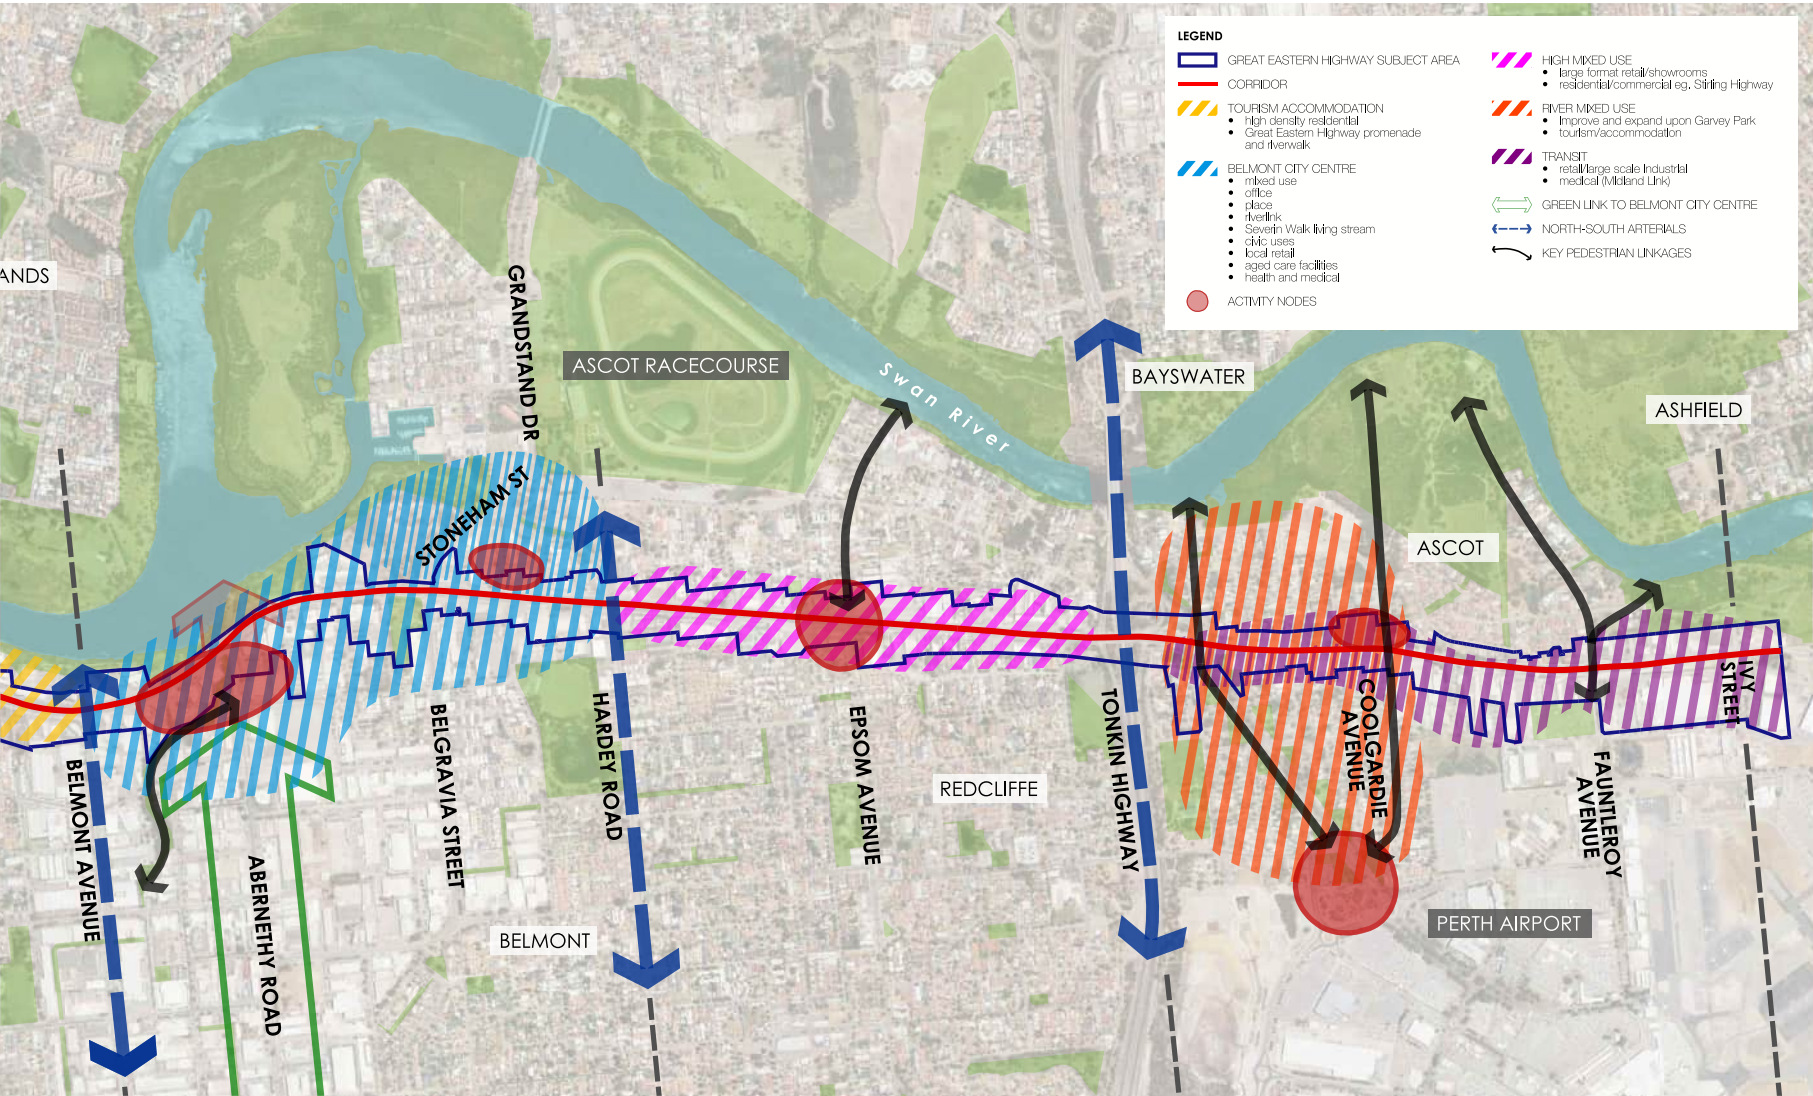 LEGEND
GREAT EASTERN HIGHWAY SUBJECT AREA
CORRIDOR
TOURISM ACCOMMODATION
• high density residential
• Great Eastern Highway promenade
and riverwalk
BELMONT CITY CENTRE
• mixed use
• office
• place
• riverlink
• Severin Walk living stream
• civic uses
• local retail
• aged care facilities
• health and medical
ACTIVITY NODES
HIGH MIXED USE
• large format retail/showrooms
• residential/commercial eg. Stirling Highway
RIVER MIXED USE
• Improve and expand upon Garvey Park
• tourism/accommodation
TRANSIT
• retail/large scale Industrial
• medical (Midland Link)
GREEN LINK TO BELMONT CITY CENTRE
NORTH-SOUTH ARTERIALS
KEY PEDESTRIAN LINKAGES
ANDS
GRANDSTAND DR
ASCOT RACECOURSE
Swan River
BAYSWATER
ASHFIELD
STONEHAM ST
ASCOT
BELMONT AVENUE
ABERNETHY ROAD
BELGRAVIA STREET
HARDEY ROAD
EPSOM AVENUE
REDCLIFFE
TONKIN HIGHWAY
COOLGARDIE
AVENUE
FAUNTLEROY
AVENUE
IVY
STREET
BELMONT
PERTH AIRPORT